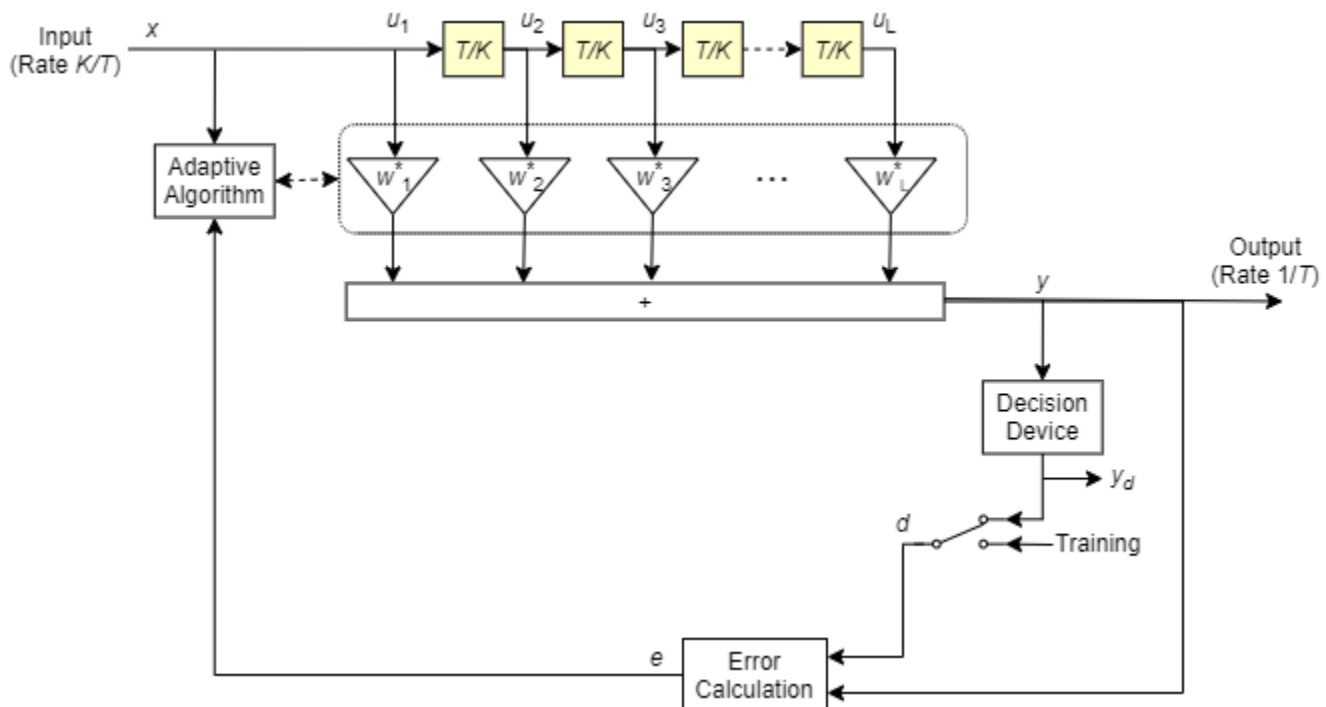 x
u1
u2
u3
uL
Input
(Rate K/T)
T/K
T/K
T/K
T/K
Adaptive
Algorithm
w*1
w*2
w*3
...
w*L
+
y
Output
(Rate 1/T)
Decision
Device
yd
d
Training
e
Error
Calculation